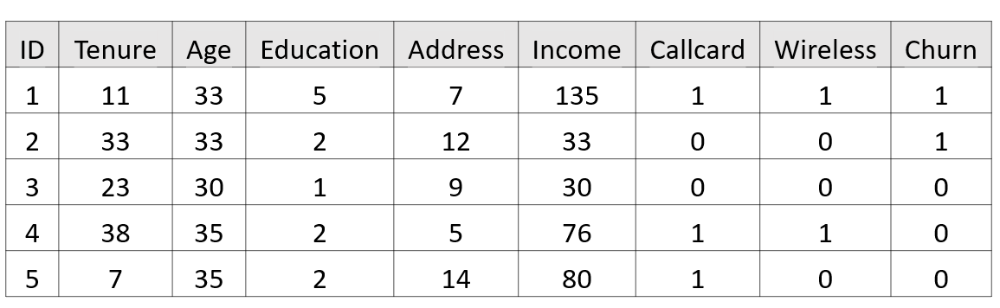 ID Tenure Age Education Address Income Callcard Wireless Churn
1 11 33 5 7 135 1 1 1
2 33 33 2 12 33 0 0 1
3 23 30 1 9 30 0 0 0
4 38 35 2 5 76 1 1 0
5 7 35 2 14 80 1 0 0